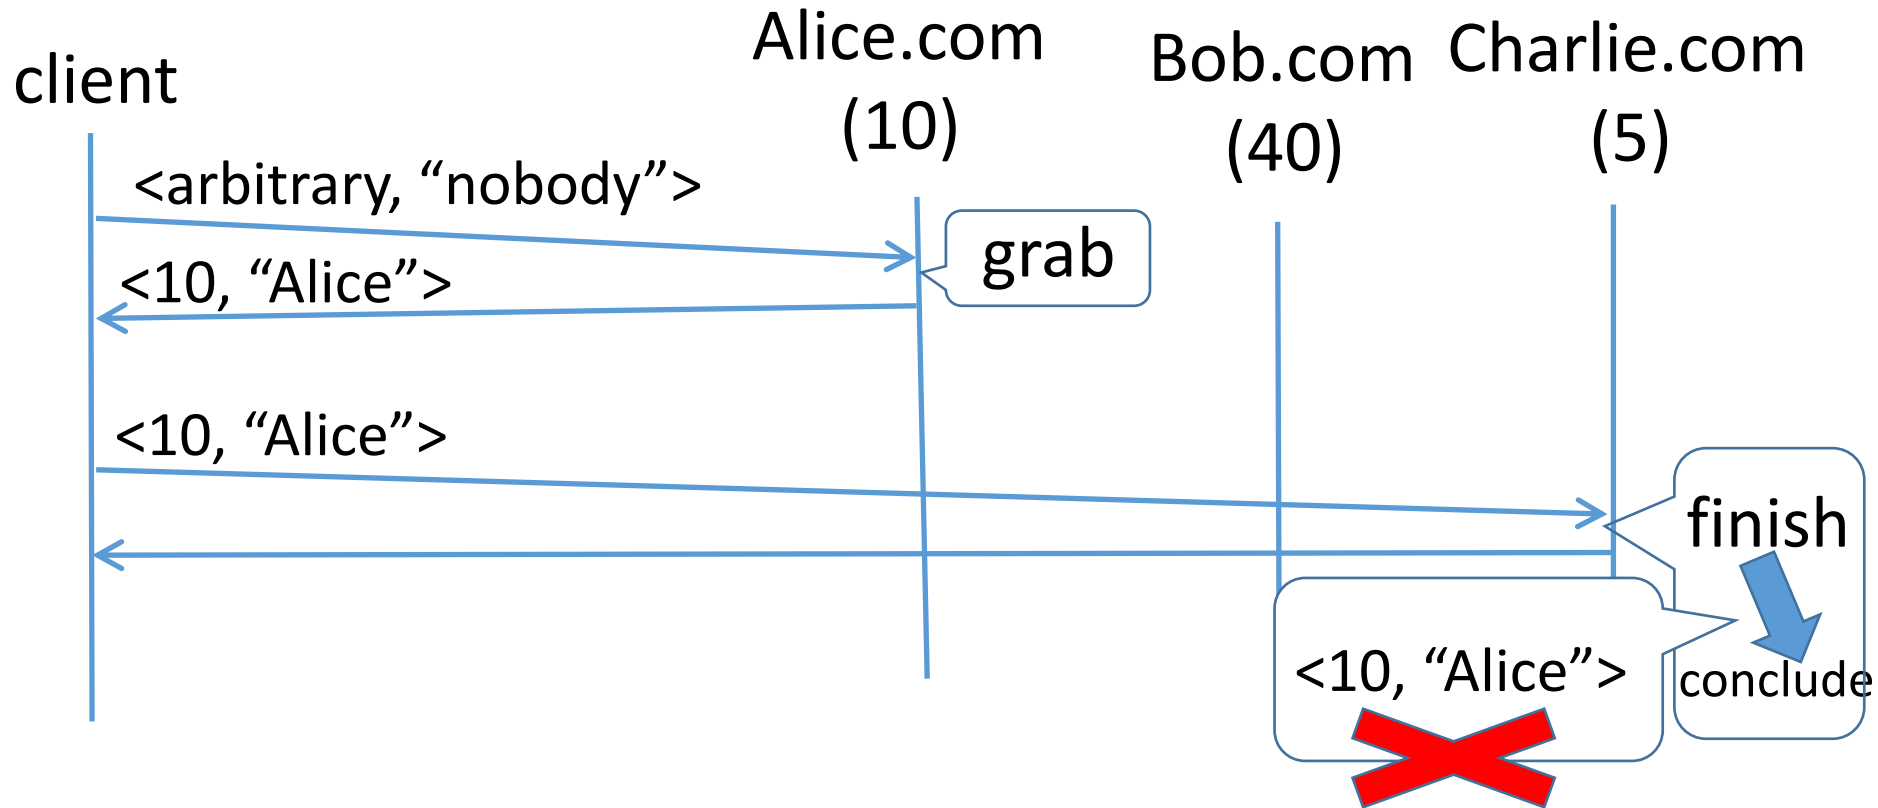 client
Alice.com
(10)
Bob.com
(40)
Charlie.com
(5)
<arbitrary, “nobody”>
grab
<10, “Alice”>
<10, “Alice”>
finish
conclude
<10, “Alice”>